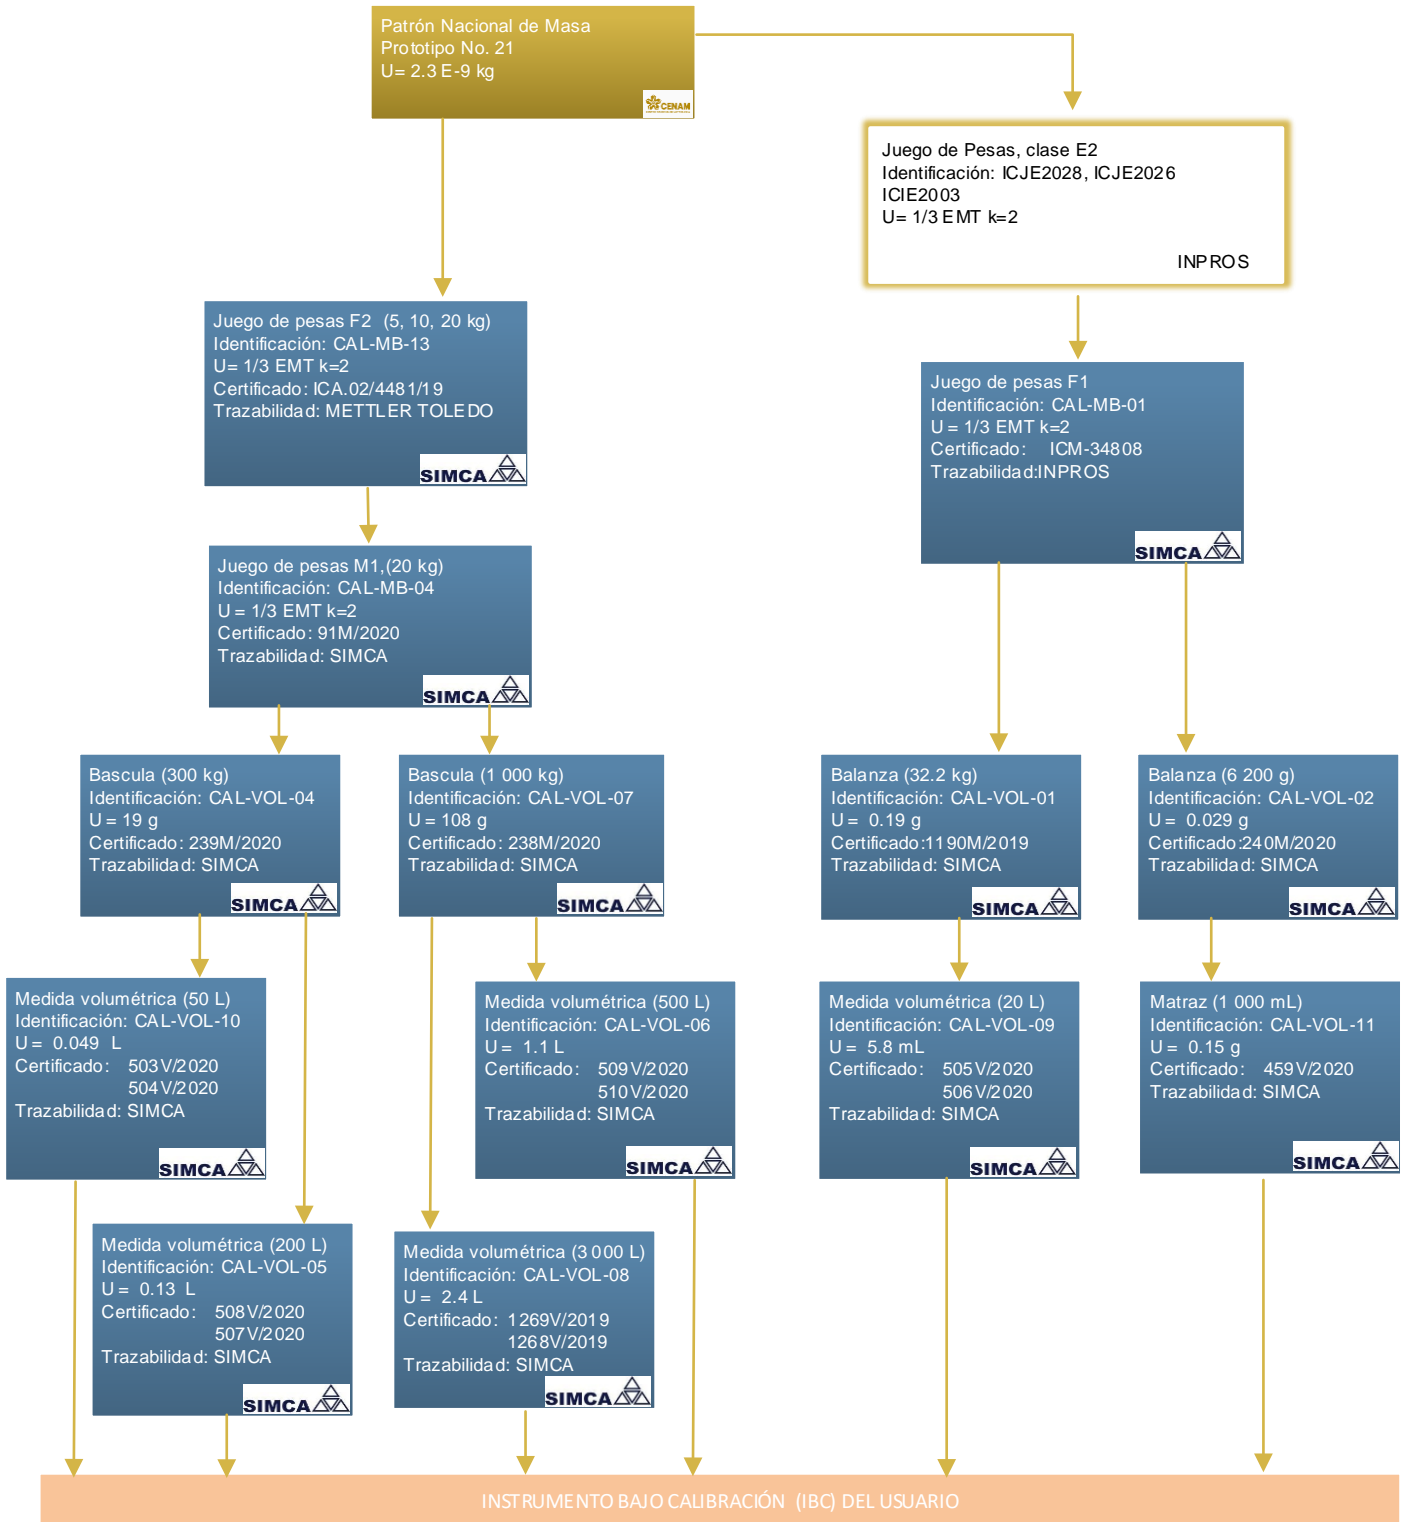 Patrón Nacional de Masa
Prototipo No. 21
U= 2.3 E-9 kg
CENAM
Juego de Pesas, clase E2
Identificación: ICJE2028, ICJE2026
ICIE2003
U= 1/3 EMT k=2
INPROS
Juego de pesas F2 (5, 10, 20 kg)
Identificación: CAL-MB-13
U= 1/3 EMT k=2
Certificado: ICA.02/4481/19
Trazabilidad: METTLER TOLEDO
SIMCA
Juego de pesas F1
Identificación: CAL-MB-01
U = 1/3 EMT k=2
Certificado: ICM-34808
Trazabilidad:INPROS
SIMCA
Juego de pesas M1,(20 kg)
Identificación: CAL-MB-04
U = 1/3 EMT k=2
Certificado: 91M/2020
Trazabilidad: SIMCA
SIMCA
Bascula (300 kg)
Identificación: CAL-VOL-04
U = 19 g
Certificado: 239M/2020
Trazabilidad: SIMCA
SIMCA
Bascula (1 000 kg)
Identificación: CAL-VOL-07
U = 108 g
Certificado: 238M/2020
Trazabilidad: SIMCA
SIMCA
Balanza (32.2 kg)
Identificación: CAL-VOL-01
U = 0.19 g
Certificado:1190M/2019
Trazabilidad: SIMCA
SIMCA
Balanza (6 200 g)
Identificación: CAL-VOL-02
U = 0.029 g
Certificado:240M/2020
Trazabilidad: SIMCA
SIMCA
Medida volumétrica (50 L)
Identificación: CAL-VOL-10
U = 0.049 L
Certificado: 503V/2020
504V/2020
Trazabilidad: SIMCA
SIMCA
Medida volumétrica (500 L)
Identificación: CAL-VOL-06
U = 1.1 L
Certificado: 509V/2020
510V/2020
Trazabilidad: SIMCA
SIMCA
Medida volumétrica (20 L)
Identificación: CAL-VOL-09
U = 5.8 mL
Certificado: 505V/2020
506V/2020
Trazabilidad: SIMCA
SIMCA
Matraz (1 000 mL)
Identificación: CAL-VOL-11
U = 0.15 g
Certificado: 459V/2020
Trazabilidad: SIMCA
SIMCA
Medida volumétrica (200 L)
Identificación: CAL-VOL-05
U = 0.13 L
Certificado: 508V/2020
507V/2020
Trazabilidad: SIMCA
SIMCA
Medida volumétrica (3 000 L)
Identificación: CAL-VOL-08
U = 2.4 L
Certificado: 1269V/2019
1268V/2019
Trazabilidad: SIMCA
SIMCA
INSTRUMENTO BAJO CALIBRACIÓN (IBC) DEL USUARIO